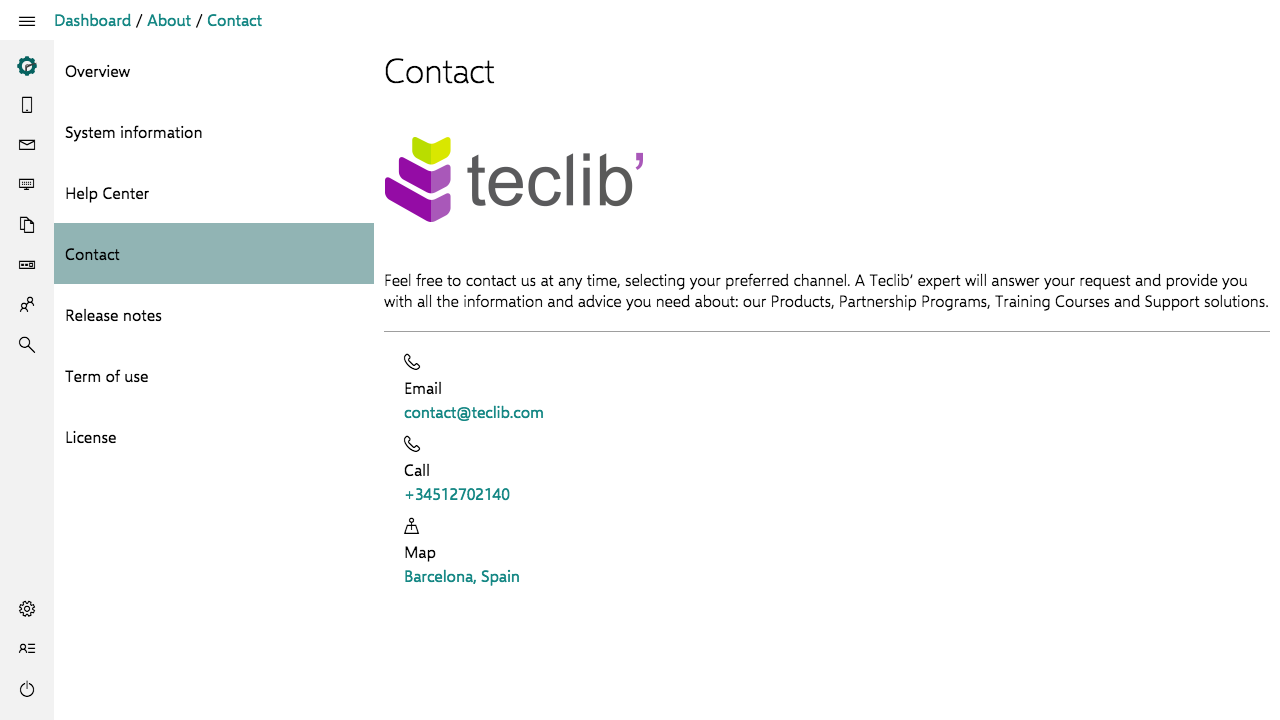 Dashboard / About / Contact
Overview
System information
Help Center
Contact
Release notes
Term of use
License
Contact
teclib'
Feel free to contact us at any time, selecting your preferred channel. A Teclib’ expert will answer your request and provide you
with all the information and advice you need about: our Products, Partnership Programs, Training Courses and Support solutions.
Email
contact@teclib.com
Call
+34512702140
Map
Barcelona, Spain